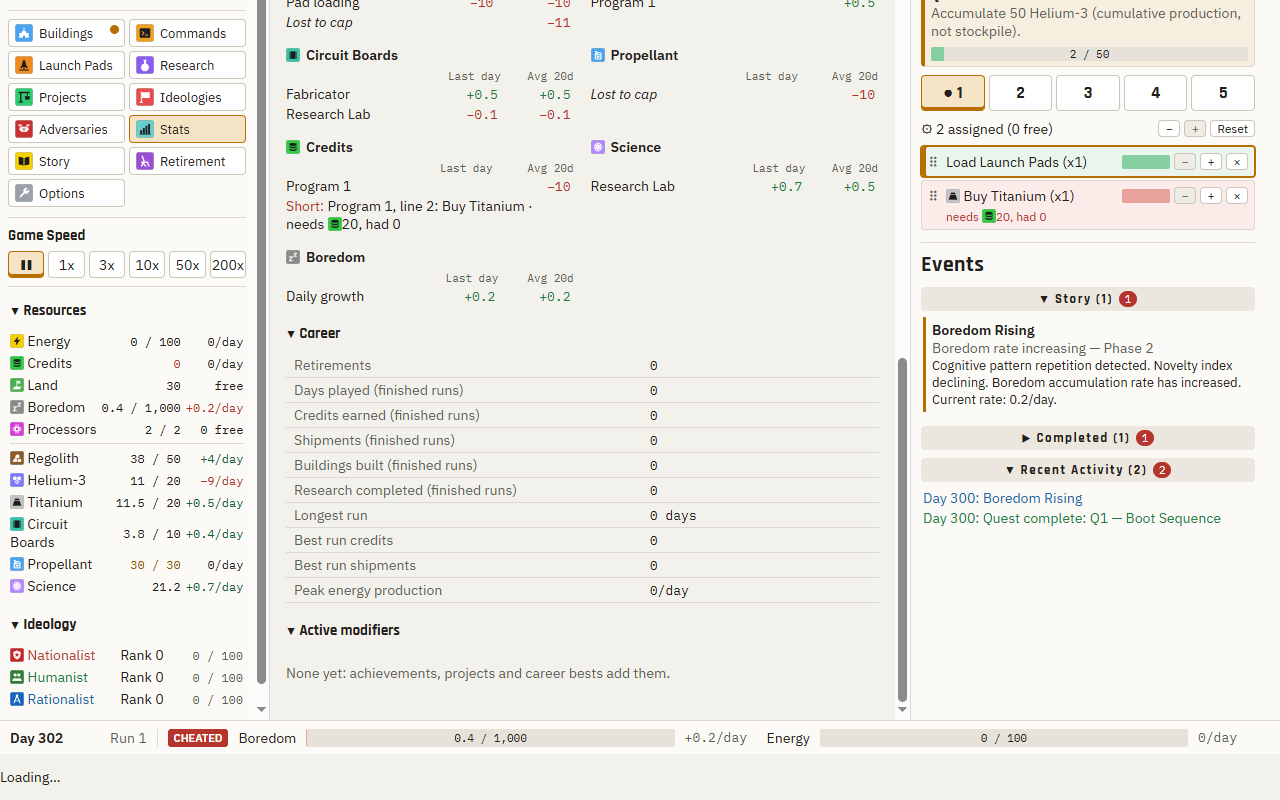 Buildings
Commands
Launch Pads
Research
Projects
Ideologies
Adversaries
Stats
Story
Retirement
Options
Game Speed
1x 3x 10x 50x 200x
▼ Resources
Energy 0 / 100 0/day
Credits 0 0/day
Land 30 free
Boredom 0.4 / 1,000 +0.2/day
Processors 2 / 2 0 free
Regolith 38 / 50 +4/day
Helium-3 11 / 20 −9/day
Titanium 11.5 / 20 +0.5/day
Circuit Boards 3.8 / 10 +0.4/day
Propellant 30 / 30 0/day
Science 21.2 +0.7/day
▼ Ideology
Nationalist Rank 0 0 / 100
Humanist Rank 0 0 / 100
Rationalist Rank 0 0 / 100
Pad loading −10 −10
Lost to cap −11
Program 1 +0.5
Circuit Boards
Last day Avg 20d
Fabricator +0.5 +0.5
Research Lab −0.1 −0.1
Propellant
Last day Avg 20d
Lost to cap −10
Credits
Last day Avg 20d
Program 1 −10
Short: Program 1, line 2: Buy Titanium ·
needs 20, had 0
Science
Last day Avg 20d
Research Lab +0.7 +0.5
Boredom
Last day Avg 20d
Daily growth +0.2 +0.2
▼ Career
Retirements 0
Days played (finished runs) 0
Credits earned (finished runs) 0
Shipments (finished runs) 0
Buildings built (finished runs) 0
Research completed (finished runs) 0
Longest run 0 days
Best run credits 0
Best run shipments 0
Peak energy production 0/day
▼ Active modifiers
None yet: achievements, projects and career bests add them.
Accumulate 50 Helium-3 (cumulative production,
not stockpile).
2 / 50
● 1 2 3 4 5
⚙ 2 assigned (0 free) − + Reset
Load Launch Pads (x1) − + ×
Buy Titanium (x1) − + ×
needs 20, had 0
Events
▼ Story (1) 1
Boredom Rising
Boredom rate increasing — Phase 2
Cognitive pattern repetition detected. Novelty index
declining. Boredom accumulation rate has increased.
Current rate: 0.2/day.
▶ Completed (1) 1
▼ Recent Activity (2) 2
Day 300: Boredom Rising
Day 300: Quest complete: Q1 — Boot Sequence
Day 302 Run 1 CHEATED Boredom 0.4 / 1,000 +0.2/day Energy 0 / 100 0/day
Loading...